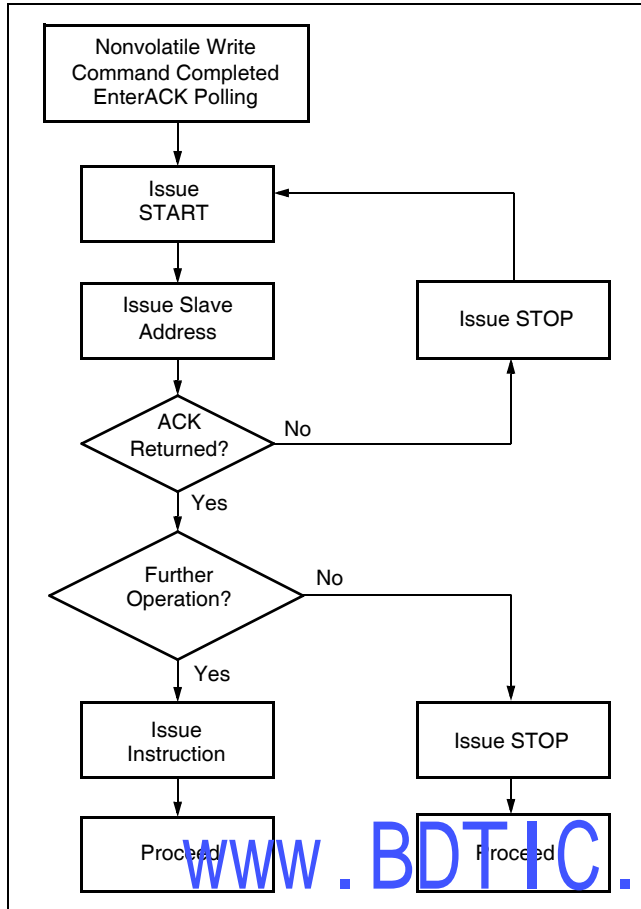 Nonvolatile Write
Command Completed
EnterACK Polling
Issue
START
Issue Slave
Address
Issue STOP
ACK
Returned?
No
Yes
Further
Operation?
No
Yes
Issue
Instruction
Issue STOP
Proceed
Proceed
www.BDTIC.